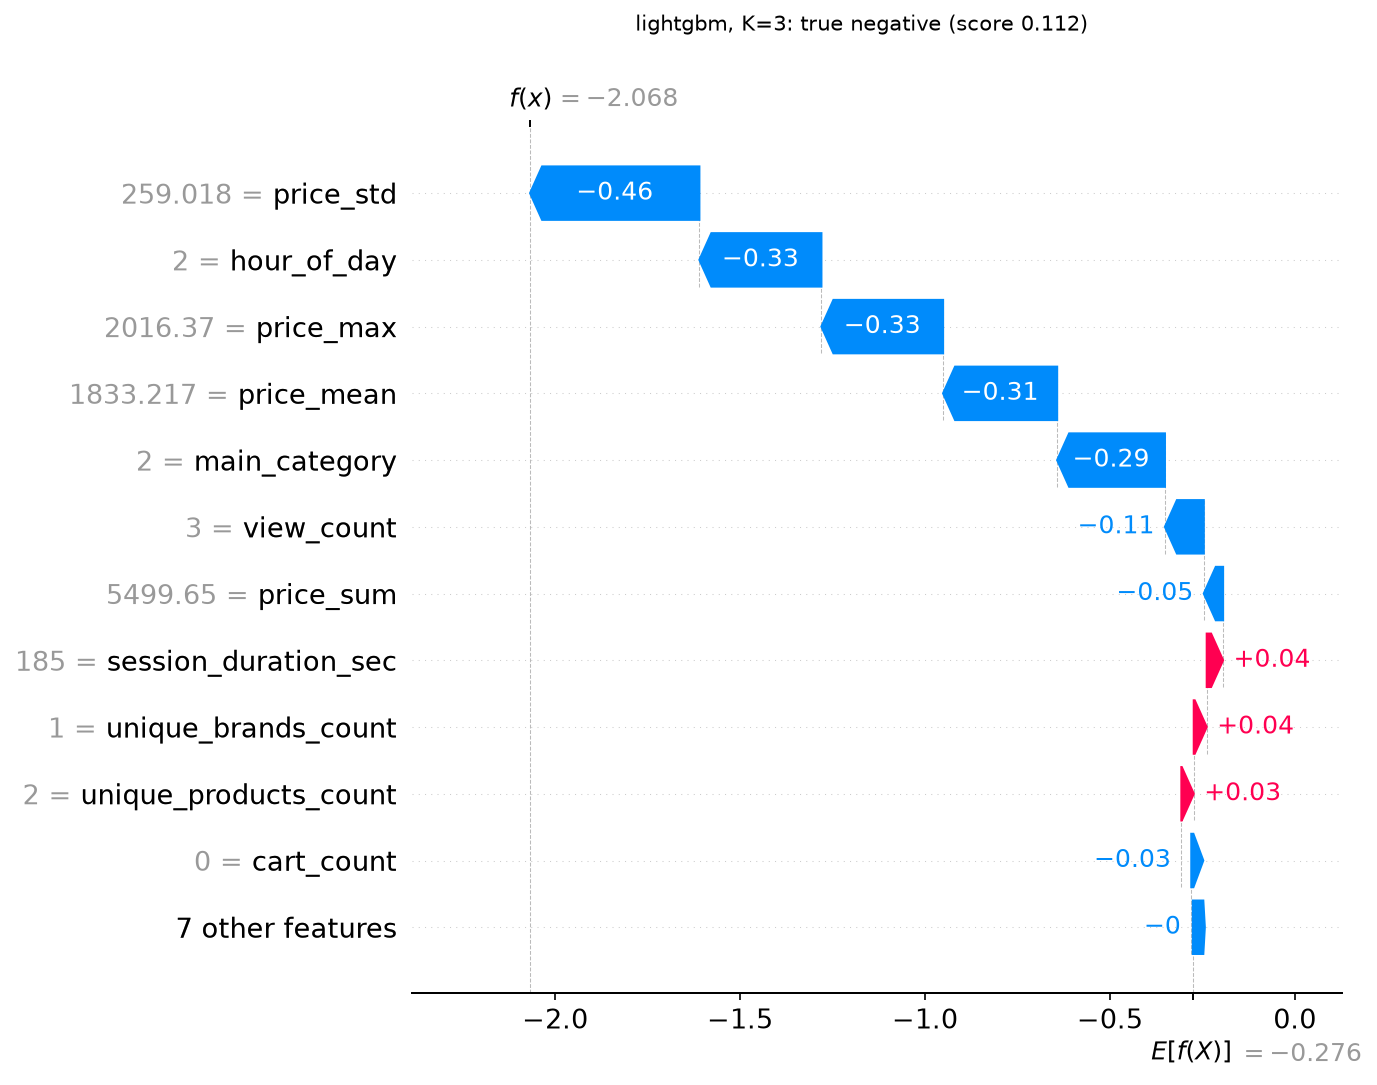 lightgbm, K=3: true negative (score 0.112)
f(x) = −2.068
259.018 = price_std −0.46
2 = hour_of_day −0.33
2016.37 = price_max −0.33
1833.217 = price_mean −0.31
2 = main_category −0.29
3 = view_count −0.11
5499.65 = price_sum −0.05
185 = session_duration_sec +0.04
1 = unique_brands_count +0.04
2 = unique_products_count +0.03
0 = cart_count −0.03
7 other features −0
−2.0 −1.5 −1.0 −0.5 0.0
E[f(X)] = −0.276